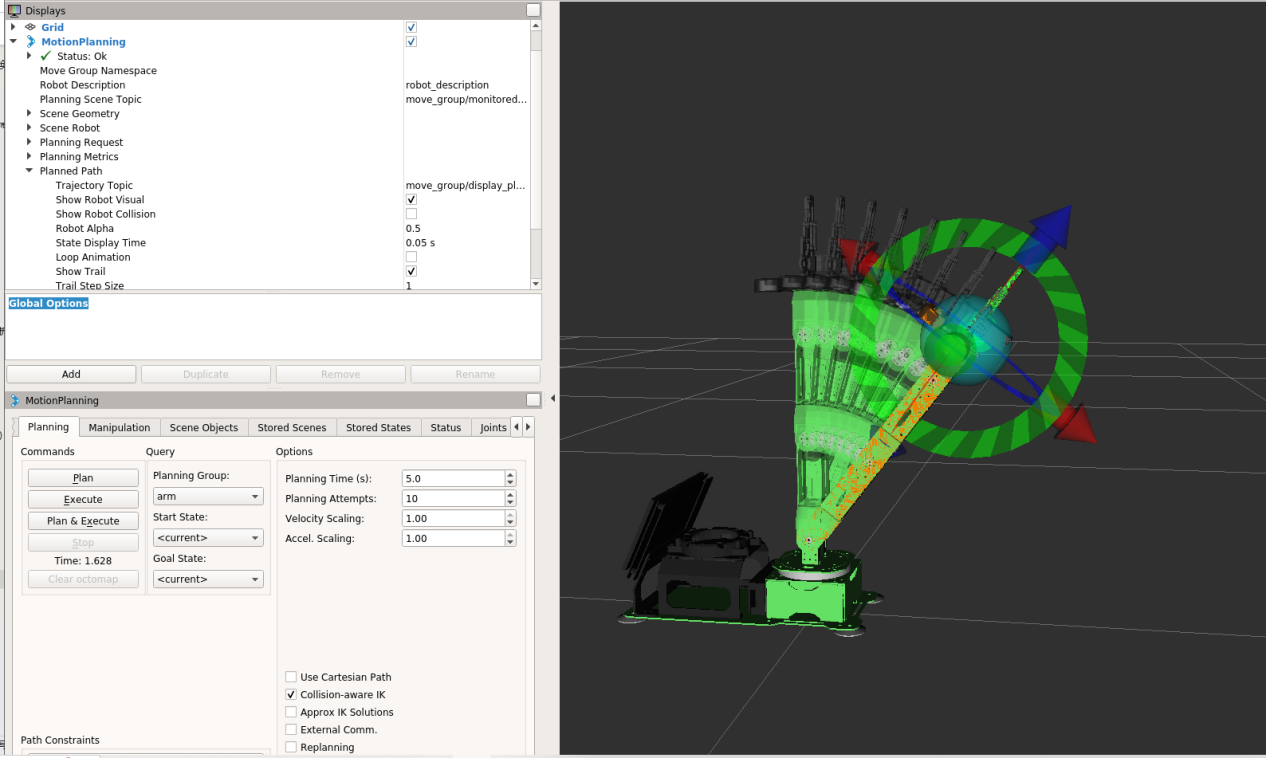 Displays
Grid
MotionPlanning
Status: Ok
Move Group Namespace
Robot Description robot_description
Planning Scene Topic move_group/monitored...
Scene Geometry
Scene Robot
Planning Request
Planning Metrics
Planned Path
Trajectory Topic move_group/display_pl...
Show Robot Visual
Show Robot Collision
Robot Alpha 0.5
State Display Time 0.05 s
Loop Animation
Show Trail
Trail Step Size 1
Global Options
Add Duplicate Remove Rename
MotionPlanning
Planning Manipulation Scene Objects Stored Scenes Stored States Status Joints
Commands Query Options
Plan
Execute
Plan & Execute
Stop
Time: 1.628
Clear octomap
Planning Group:
arm
Start State:
<current>
Goal State:
<current>
Planning Time (s): 5.0
Planning Attempts: 10
Velocity Scaling: 1.00
Accel. Scaling: 1.00
Use Cartesian Path
Collision-aware IK
Approx IK Solutions
External Comm.
Replanning
Path Constraints